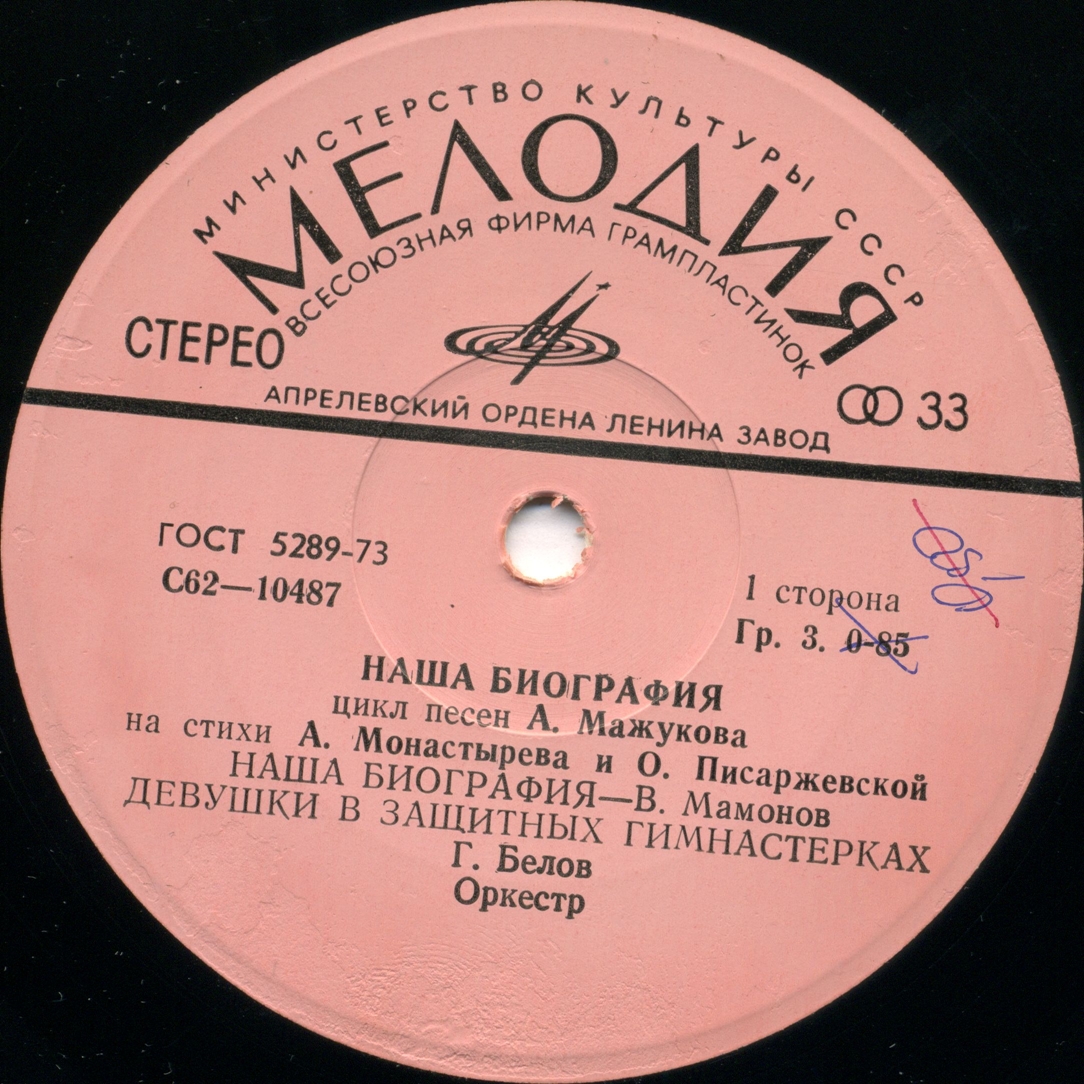 МИНИСТЕРСТВО КУЛЬТУРЫ СССР
МЕЛОДИЯ
ВСЕСОЮЗНАЯ ФИРМА ГРАМПЛАСТИНОК
СТЕРЕО
33
АПРЕЛЕВСКИЙ ОРДЕНА ЛЕНИНА ЗАВОД
ГОСТ 5289-73
С62—10487
1 сторона
Гр. 3. 0-85
НАША БИОГРАФИЯ
цикл песен А. Мажукова
на стихи А. Монастырева и О. Писаржевской
НАША БИОГРАФИЯ—В. Мамонов
ДЕВУШКИ В ЗАЩИТНЫХ ГИМНАСТЕРКАХ
Г. Белов
Оркестр